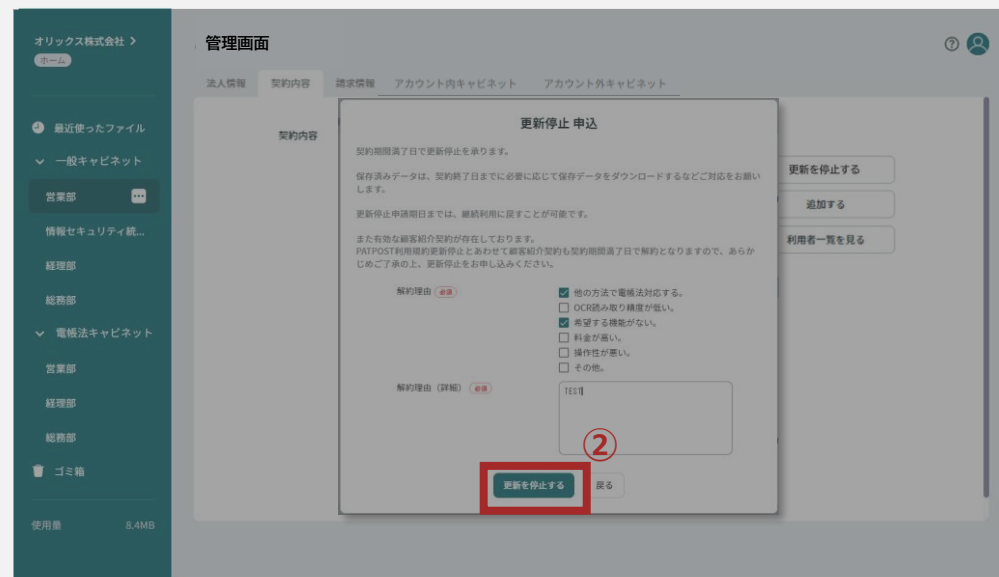 オリックス株式会社 >
ホーム
管理画面
法人情報 契約内容 請求情報 アカウント内キャビネット アカウント外キャビネット
最近使ったファイル
一般キャビネット
営業部
情報セキュリティ統...
経理部
総務部
電帳法キャビネット
営業部
経理部
総務部
ゴミ箱
使用量 8.4MB
契約内容
更新を停止する
追加する
利用者一覧を見る
更新停止 申込
契約期間満了日で更新停止を承ります。
保存済みデータは、契約終了日までに必要に応じて保存データをダウンロードするなどご対応をお願い
します。
更新停止申請期日までは、継続利用に戻すことが可能です。
また有効な顧客紹介契約が存在しております。
PATPOST利用規約更新停止とあわせて顧客紹介契約も契約期間満了日で解約となりますので、あらか
じめご了承の上、更新停止をお申し込みください。
解約理由 必須
他の方法で電帳法対応する。
OCR読み取り精度が低い。
希望する機能がない。
料金が高い。
操作性が悪い。
その他。
解約理由（詳細） 必須
TEST
②
更新を停止する 戻る